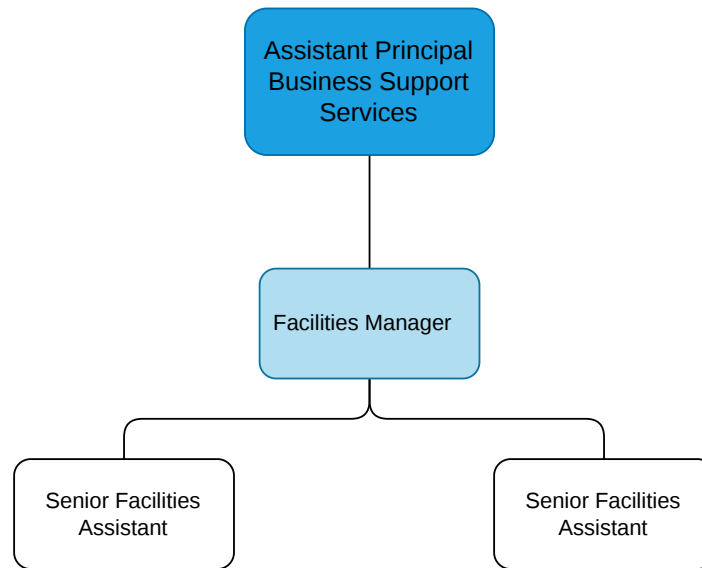 Assistant Principal
Business Support
Services
Facilities Manager
Senior Facilities
Assistant
Senior Facilities
Assistant